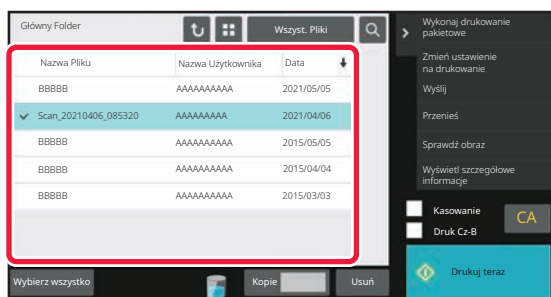 Główny Folder
Wszyst. Pliki
Nazwa Pliku Nazwa Użytkownika Data
BBBBB AAAAAAAAAA 2021/05/05
Scan_20210406_085320 AAAAAAAAA 2021/04/06
BBBBB AAAAAAAAAA 2015/05/05
BBBBB AAAAAAAAAA 2015/04/04
BBBBB AAAAAAAAAA 2015/03/03
Wybierz wszystko
Kopie
Usuń
Wykonaj drukowanie
pakietowe
Zmień ustawienie
na drukowanie
Wyślij
Przenieś
Sprawdź obraz
Wyświetl szczegółowe
informacje
Kasowanie
Druk Cz-B
CA
Drukuj teraz